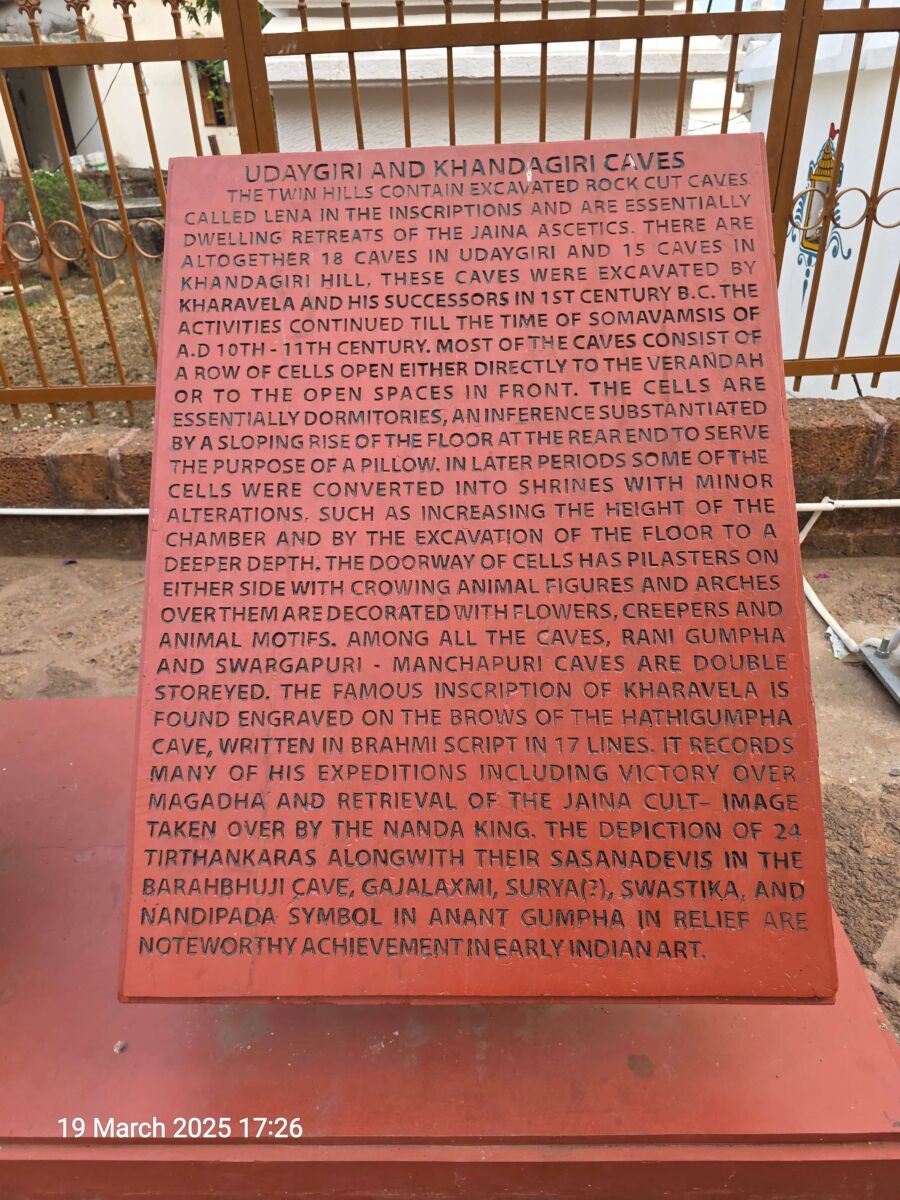 UDAYGIRI AND KHANDAGIRI CAVES
THE TWIN HILLS CONTAIN EXCAVATED ROCK CUT CAVES
CALLED LENA IN THE INSCRIPTIONS AND ARE ESSENTIALLY
DWELLING RETREATS OF THE JAINA ASCETICS. THERE ARE
ALTOGETHER 18 CAVES IN UDAYGIRI AND 15 CAVES IN
KHANDAGIRI HILL, THESE CAVES WERE EXCAVATED BY
KHARAVELA AND HIS SUCCESSORS IN 1ST CENTURY B.C. THE
ACTIVITIES CONTINUED TILL THE TIME OF SOMAVAMSIS OF
A.D 10TH - 11TH CENTURY. MOST OF THE CAVES CONSIST OF
A ROW OF CELLS OPEN EITHER DIRECTLY TO THE VERANDAH
OR TO THE OPEN SPACES IN FRONT. THE CELLS ARE
ESSENTIALLY DORMITORIES, AN INFERENCE SUBSTANTIATED
BY A SLOPING RISE OF THE FLOOR AT THE REAR END TO SERVE
THE PURPOSE OF A PILLOW. IN LATER PERIODS SOME OF THE
CELLS WERE CONVERTED INTO SHRINES WITH MINOR
ALTERATIONS. SUCH AS INCREASING THE HEIGHT OF THE
CHAMBER AND BY THE EXCAVATION OF THE FLOOR TO A
DEEPER DEPTH. THE DOORWAY OF CELLS HAS PILASTERS ON
EITHER SIDE WITH CROWING ANIMAL FIGURES AND ARCHES
OVER THEM ARE DECORATED WITH FLOWERS, CREEPERS AND
ANIMAL MOTIFS. AMONG ALL THE CAVES, RANI GUMPHA
AND SWARGAPURI - MANCHAPURI CAVES ARE DOUBLE
STOREYED. THE FAMOUS INSCRIPTION OF KHARAVELA IS
FOUND ENGRAVED ON THE BROWS OF THE HATHIGUMPHA
CAVE, WRITTEN IN BRAHMI SCRIPT IN 17 LINES. IT RECORDS
MANY OF HIS EXPEDITIONS INCLUDING VICTORY OVER
MAGADHA AND RETRIEVAL OF THE JAINA CULT– IMAGE
TAKEN OVER BY THE NANDA KING. THE DEPICTION OF 24
TIRTHANKARAS ALONGWITH THEIR SASANADEVIS IN THE
BARAHBHUJI CAVE, GAJALAXMI, SURYA(?), SWASTIKA, AND
NANDIPADA SYMBOL IN ANANT GUMPHA IN RELIEF ARE
NOTEWORTHY ACHIEVEMENT IN EARLY INDIAN ART.
19 March 2025 17:26